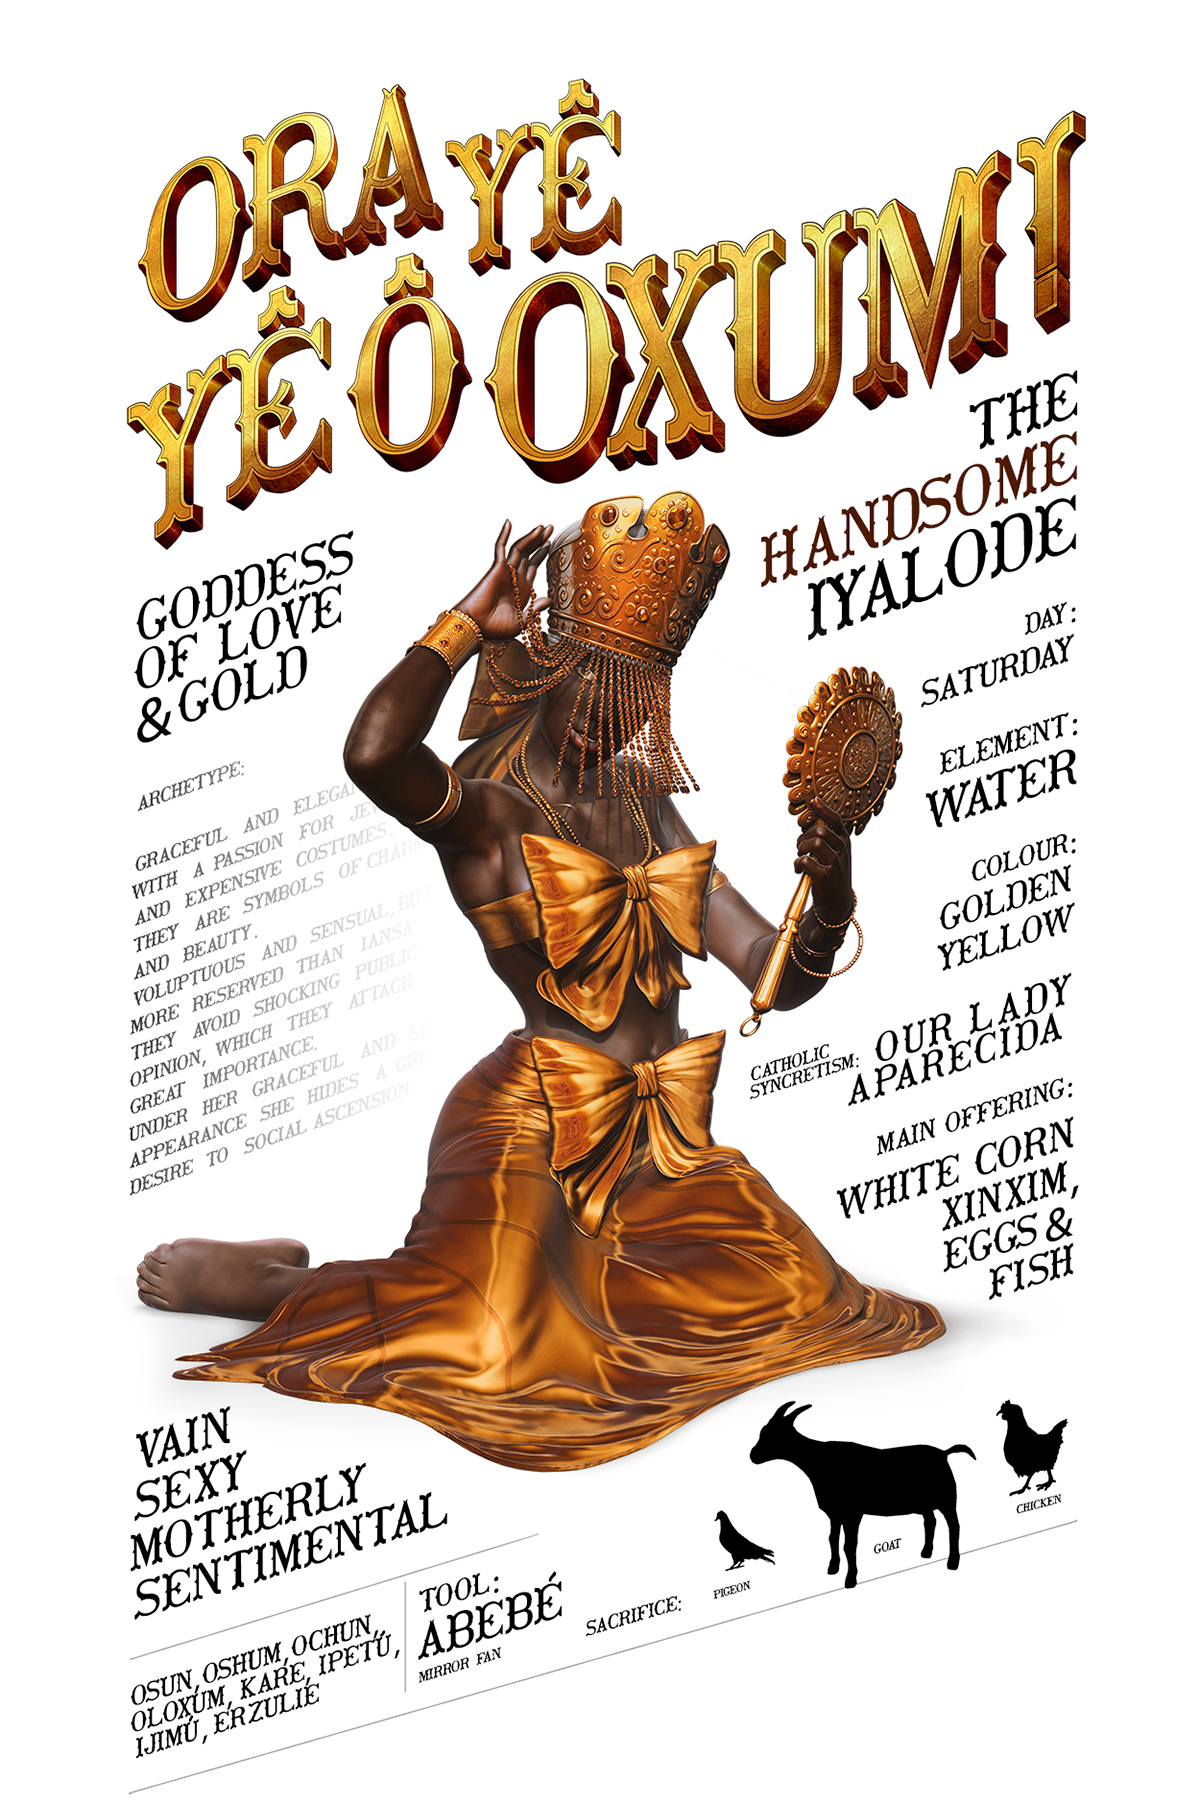 ORA YÊ
YÊ Ô OXUM!
THE
HANDSOME
IYALODE
GODDESS
OF LOVE
& GOLD
DAY:
SATURDAY
ELEMENT:
WATER
COLOUR:
GOLDEN
YELLOW
CATHOLIC
SYNCRETISM:
OUR LADY
APARECIDA
MAIN OFFERING:
WHITE CORN
XINXIM,
EGGS &
FISH
ARCHETYPE:
GRACEFUL AND
WITH A PASSION FOR
AND EXPENSIVE COSTUMES.
THEY ARE SYMBOLS OF
AND BEAUTY.
VOLUPTUOUS AND SENSUAL, BUT
MORE RESERVED THAN IANSA
THEY AVOID SHOCKING PUBLIC
OPINION, WHICH THEY ATTACH
GREAT IMPORTANCE.
UNDER HER GRACEFUL AND
APPEARANCE SHE HIDES A
DESIRE TO SOCIAL ASCENSION.
VAIN
SEXY
MOTHERLY
SENTIMENTAL
OSUN, OSHUM, OCHUN,
OLOXUM, KARE, IPETÚ,
IJIMÚ, ERZULIE
TOOL:
ABEBÉ
MIRROR FAN
SACRIFICE:
PIGEON
GOAT
CHICKEN